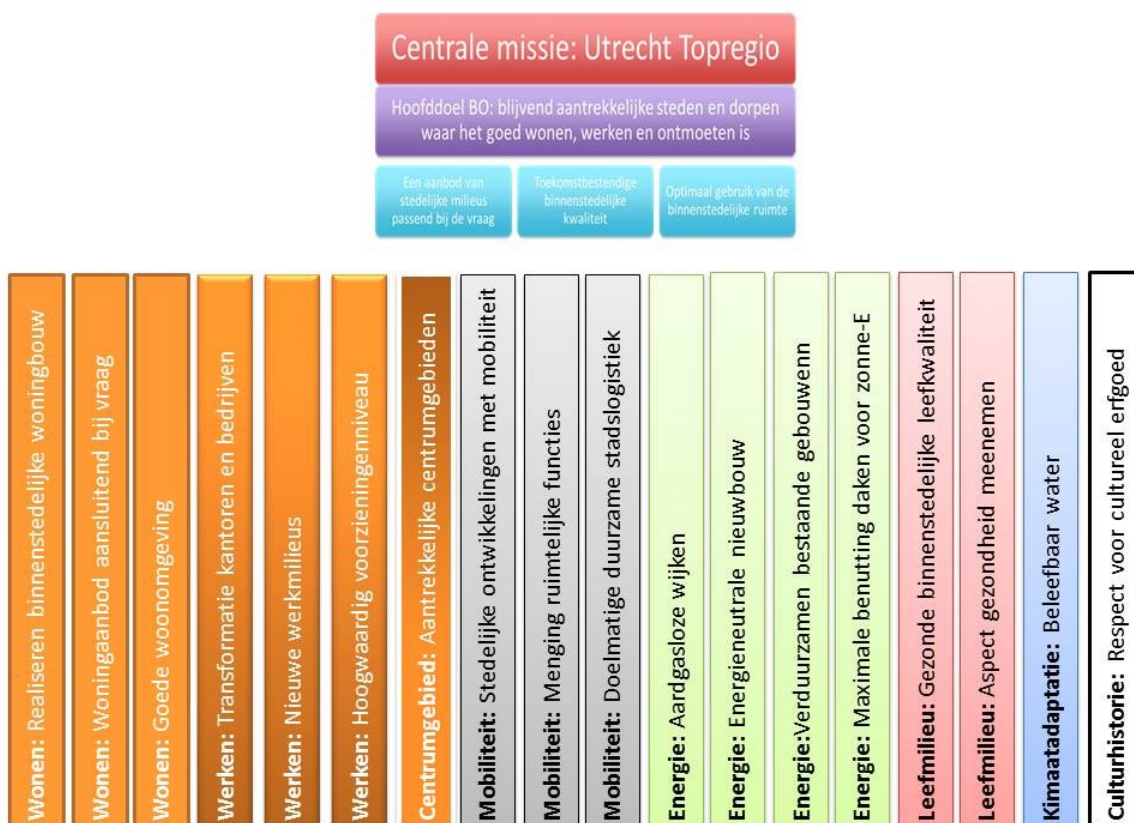 Centrale missie: Utrecht Topregio
Hoofddoel BO: blijvend aantrekkelijke steden en dorpen
waar het goed wonen, werken en ontmoeten is
Een aanbod van
stedelijke milieus
passend bij de vraag
Toekomstbestendige
binnenstedelijke
kwaliteit
Optimaal gebruik van de
binnenstedelijke ruimte
Wonen: Realiseren binnenstedelijke woningbouw
Wonen: Woningaanbod aansluitend bij vraag
Wonen: Goede woonomgeving
Werken: Transformatie kantoren en bedrijven
Werken: Nieuwe werkmilieus
Werken: Hoogwaardig voorzieningenniveau
Centrumgebied: Aantrekkelijke centrumgebieden
Mobiliteit: Stedelijke ontwikkelingen met mobiliteit
Mobiliteit: Menging ruimtelijke functies
Mobiliteit: Doelmatige duurzame stadslogistiek
Energie: Aardgasloze wijken
Energie: Energieneutrale nieuwbouw
Energie:Verduurzamen bestaande gebouwenn
Energie: Maximale benutting daken voor zonne-E
Leefmilieu: Gezonde binnenstedelijke leefkwaliteit
Leefmilieu: Aspect gezondheid meenemen
Kimaatadaptatie: Beleefbaar water
Culturhistorie: Respect voor cultureel erfgoed